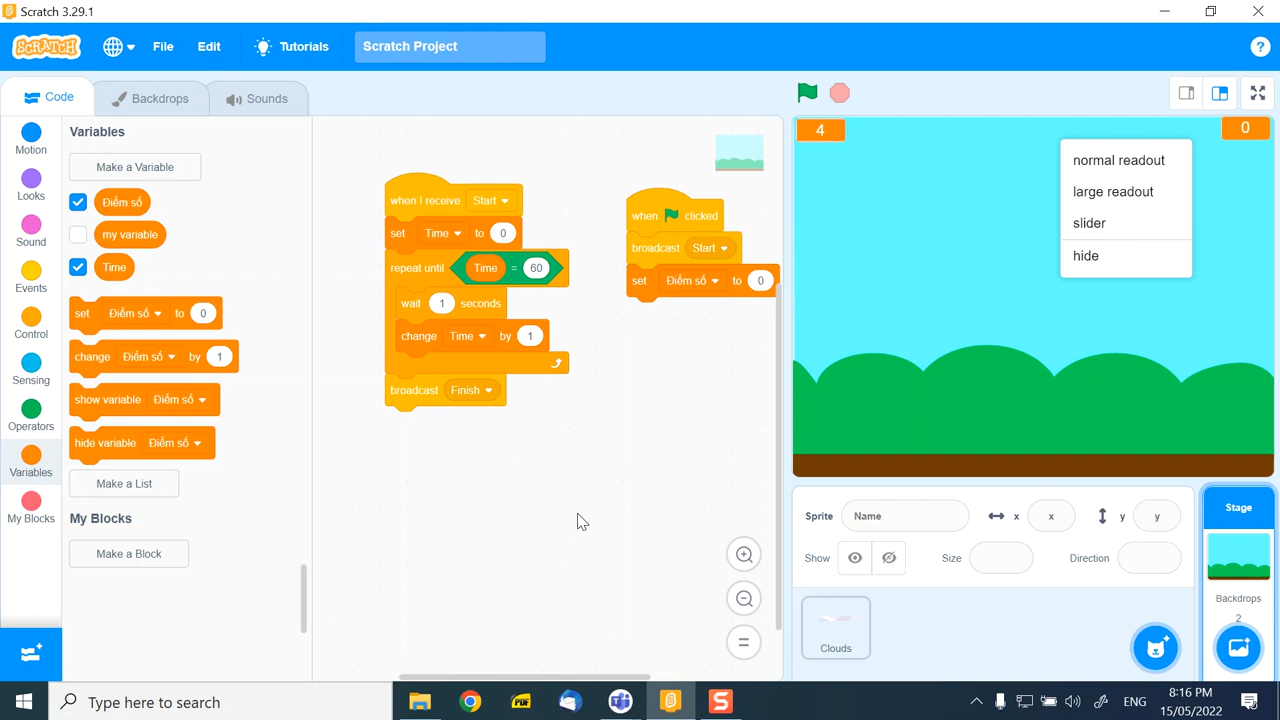 Scratch 3.29.1
SCRATCH
File
Edit
Tutorials
Scratch Project
?
Code
Backdrops
Sounds
Motion
Looks
Sound
Events
Control
Sensing
Operators
Variables
My Blocks
Variables
Make a Variable
Điểm số
my variable
Time
set Điểm số to 0
change Điểm số by 1
show variable Điểm số
hide variable Điểm số
Make a List
My Blocks
Make a Block
when I receive Start
set Time to 0
repeat until Time = 60
wait 1 seconds
change Time by 1
broadcast Finish
when clicked
broadcast Start
set Điểm số to 0
4
0
normal readout
large readout
slider
hide
Sprite Name x x y y
Show Size Direction
Clouds
Stage
Backdrops
2
Type here to search
PDF
ENG
8:16 PM
15/05/2022